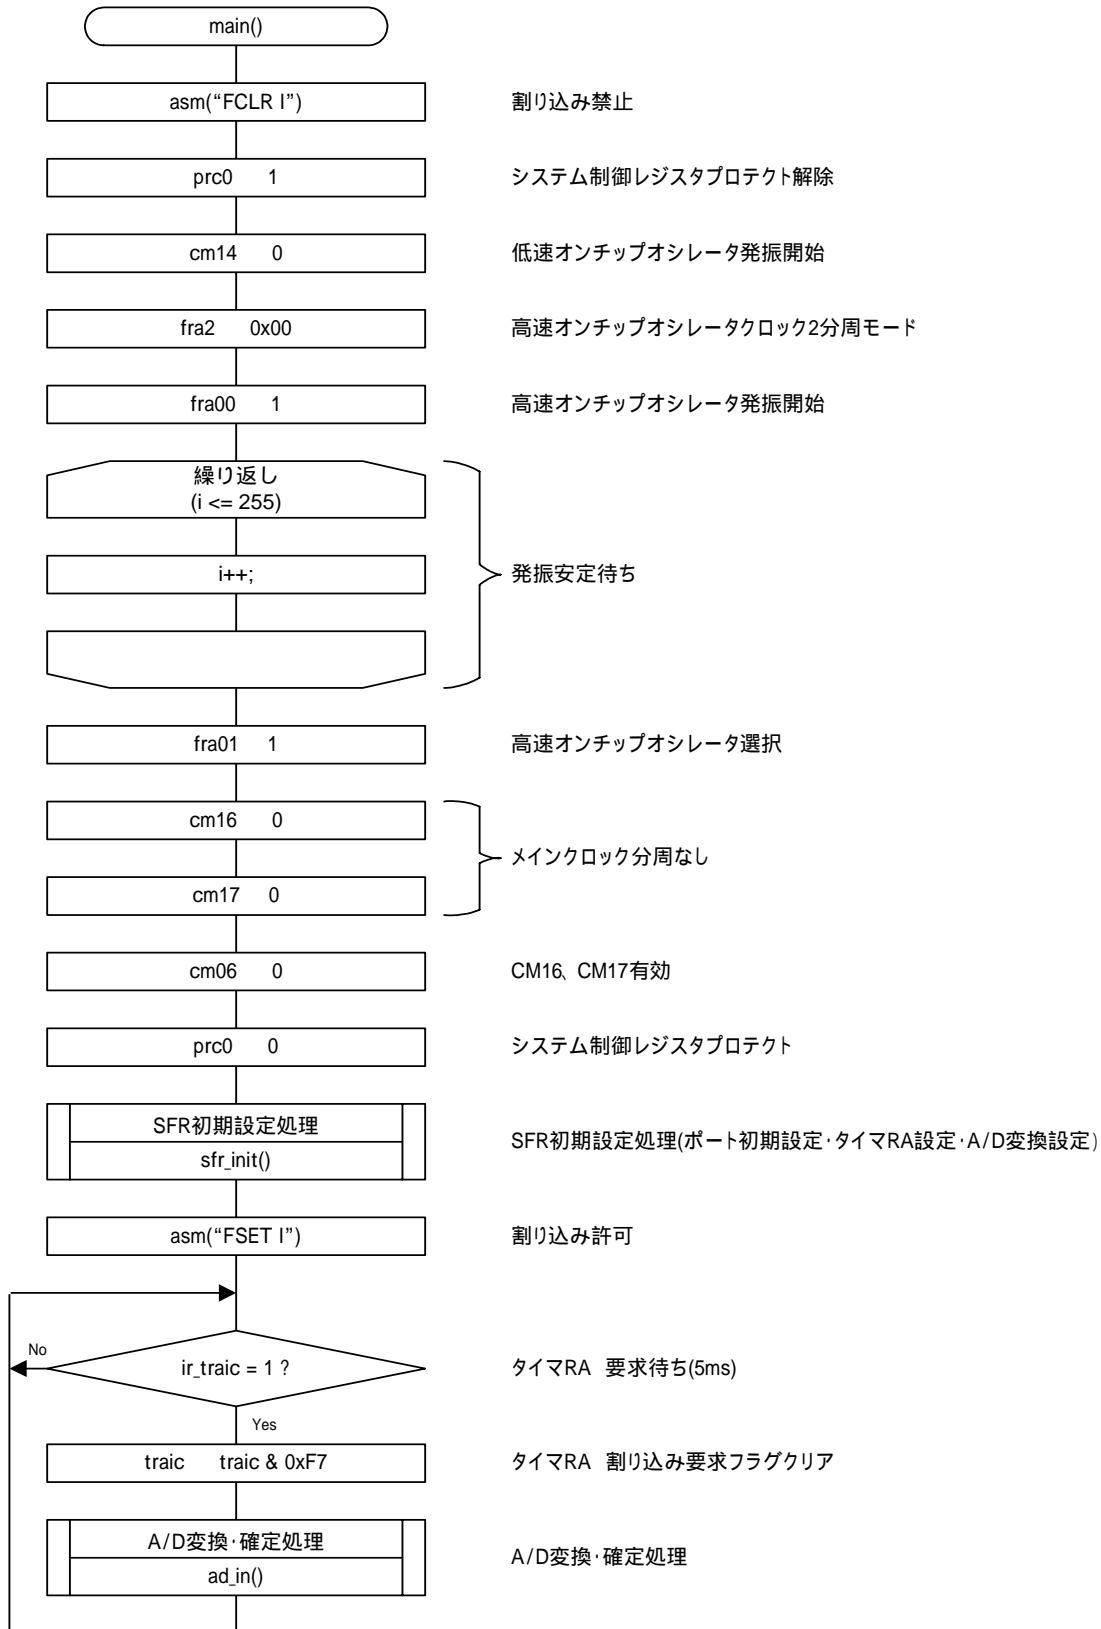 main()
asm(“FCLR I”) 割り込み禁止
prc0 1 システム制御レジスタプロテクト解除
cm14 0 低速オンチップオシレータ発振開始
fra2 0x00 高速オンチップオシレータクロック2分周モード
fra00 1 高速オンチップオシレータ発振開始
繰り返し
(i <= 255)
i++; 発振安定待ち
fra01 1 高速オンチップオシレータ選択
cm16 0
メインクロック分周なし
cm17 0
cm06 0 CM16、CM17有効
prc0 0 システム制御レジスタプロテクト
SFR初期設定処理
SFR初期設定処理(ポート初期設定･タイマRA設定･A/D変換設定)
sfr_init()
asm(“FSET I”) 割り込み許可
No
ir_traic = 1 ? タイマRA 要求待ち(5ms)
Yes
traic traic & 0xF7 タイマRA 割り込み要求フラグクリア
A/D変換･確定処理
A/D変換･確定処理
ad_in()